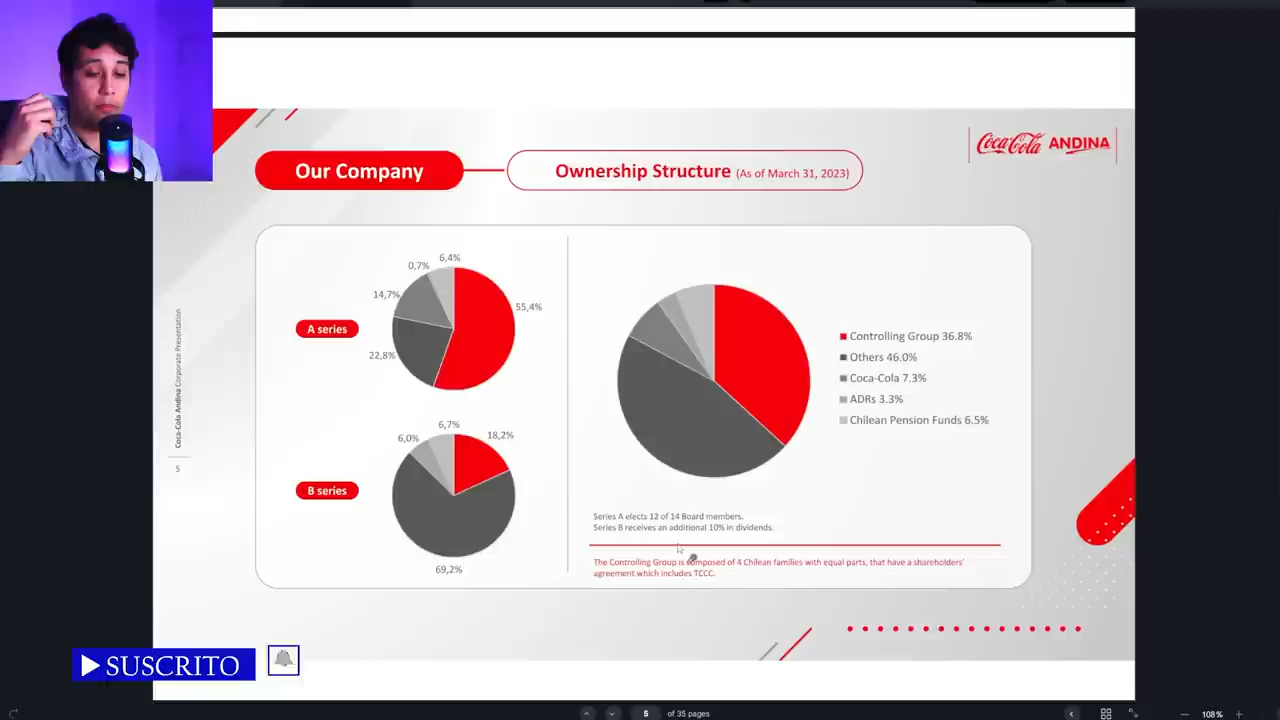 Coca-Cola ANDINA
Our Company
Ownership Structure (As of March 31, 2023)
A series
6,4%
0,7%
14,7%
55,4%
22,8%
B series
6,7%
6,0%
18,2%
69,2%
Controlling Group 36.8%
Others 46.0%
Coca-Cola 7.3%
ADRs 3.3%
Chilean Pension Funds 6.5%
Series A elects 12 of 14 Board members.
Series B receives an additional 10% in dividends.
The Controlling Group is composed of 4 Chilean families with equal parts, that have a shareholders'
agreement which includes TCCC.
Coca-Cola Andina Corporate Presentation
5
SUSCRITO
5 of 35 pages
108%